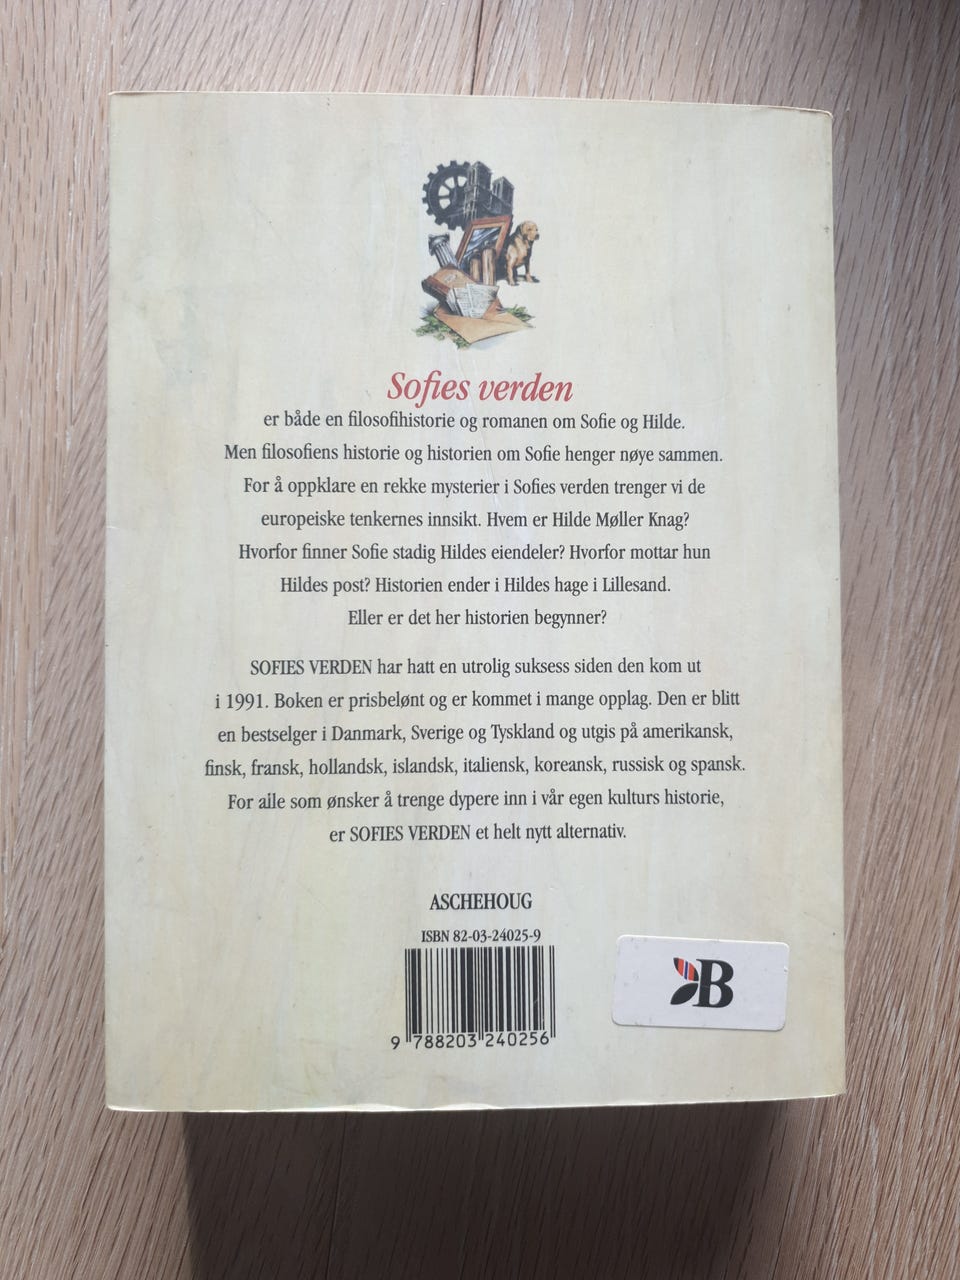 Sofies verden
er både en filosofihistorie og romanen om Sofie og Hilde.
Men filosofiens historie og historien om Sofie henger nøye sammen.
For å oppklare en rekke mysterier i Sofies verden trenger vi de
europeiske tenkernes innsikt. Hvem er Hilde Møller Knag?
Hvorfor finner Sofie stadig Hildes eiendeler? Hvorfor mottar hun
Hildes post? Historien ender i Hildes hage i Lillesand.
Eller er det her historien begynner?
SOFIES VERDEN har hatt en utrolig suksess siden den kom ut
i 1991. Boken er prisbelønt og er kommet i mange opplag. Den er blitt
en bestselger i Danmark, Sverige og Tyskland og utgis på amerikansk,
finsk, fransk, hollandsk, islandsk, italiensk, koreansk, russisk og spansk.
For alle som ønsker å trenge dypere inn i vår egen kulturs historie,
er SOFIES VERDEN et helt nytt alternativ.
ASCHEHOUG
ISBN 82-03-24025-9
9 788203 240256
B